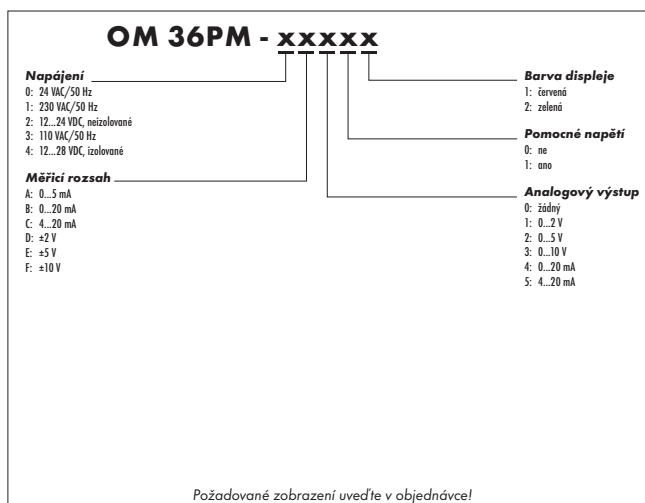 OM 36PM - xxxxx
Napájení
0: 24 VAC/50 Hz
1: 230 VAC/50 Hz
2: 12...24 VDC, neizolované
3: 110 VAC/50 Hz
4: 12...28 VDC, izolované
Měřicí rozsah
A: 0...5 mA
B: 0...20 mA
C: 4...20 mA
D: ±2 V
E: ±5 V
F: ±10 V
Barva displeje
1: červená
2: zelená
Pomocné napětí
0: ne
1: ano
Analogový výstup
0: žádný
1: 0...2 V
2: 0...5 V
3: 0...10 V
4: 0...20 mA
5: 4...20 mA
Požadované zobrazení uveďte v objednávce!